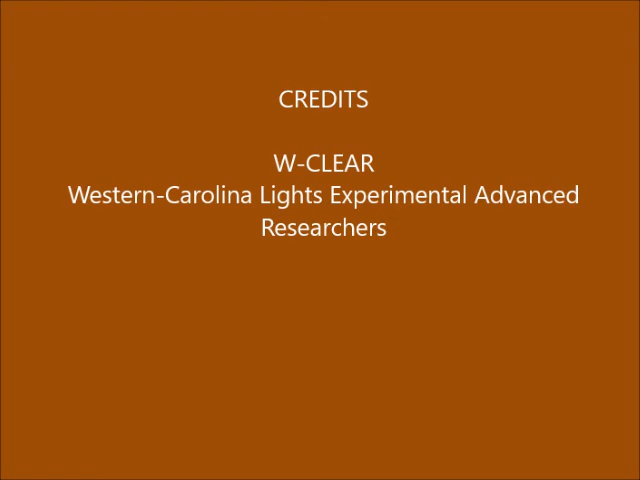 CREDITS
W-CLEAR
Western-Carolina Lights Experimental Advanced
Researchers